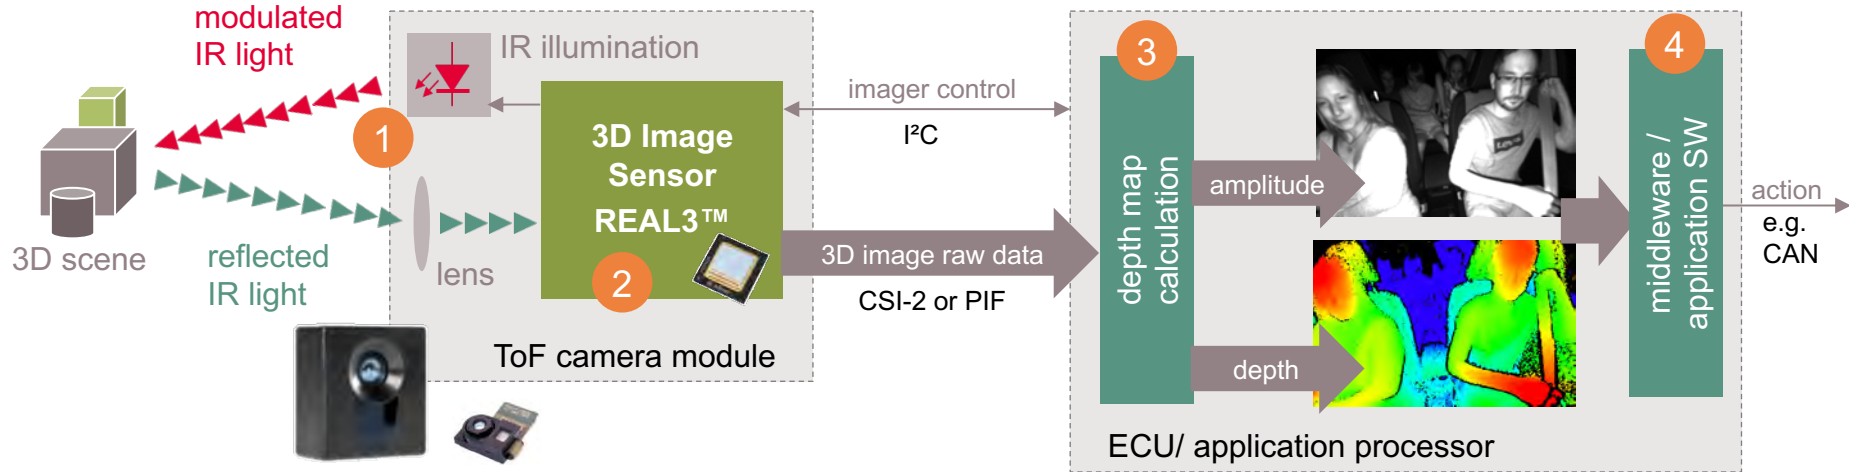 modulated
IR light
IR illumination
1
3D Image
Sensor
REAL3™
2
lens
3D scene
reflected
IR light
ToF camera module
imager control
I²C
3D image raw data
CSI-2 or PIF
3
depth map
calculation
amplitude
depth
4
middleware /
application SW
ECU/ application processor
action
e.g.
CAN